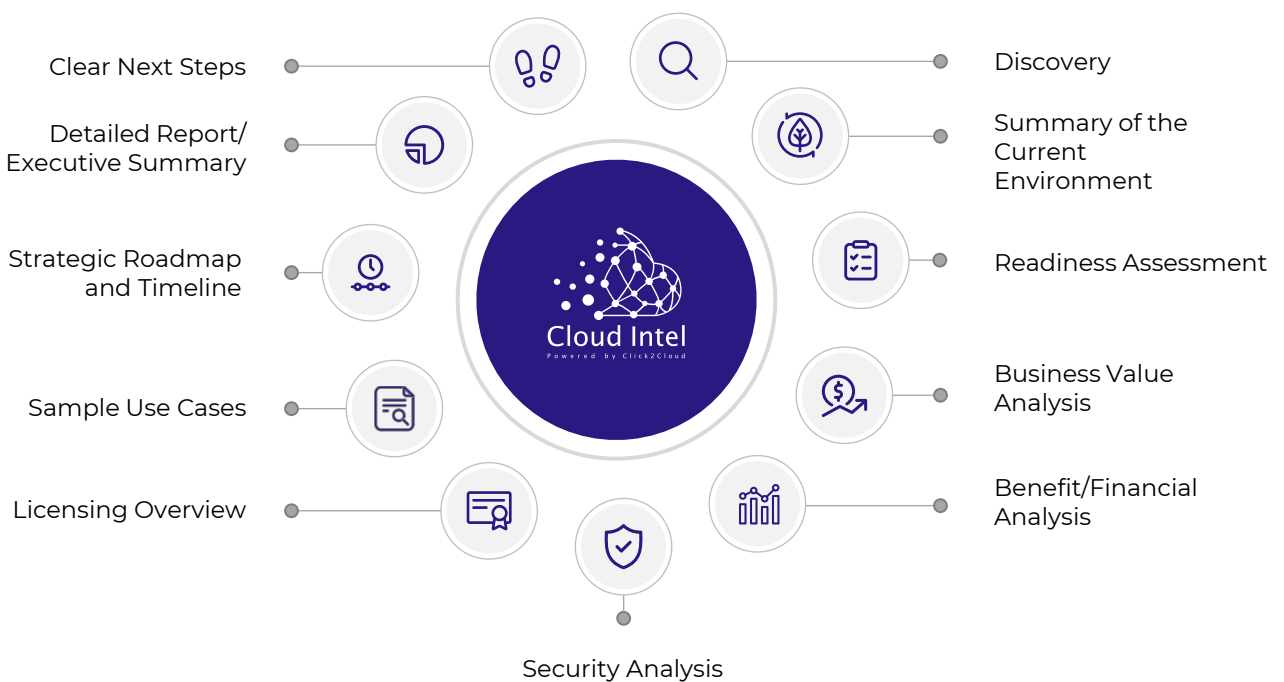 Clear Next Steps
Discovery
Detailed Report/
Executive Summary
Summary of the
Current
Environment
Strategic Roadmap
and Timeline
Readiness Assessment
Cloud Intel
Powered by Click2Cloud
Sample Use Cases
Business Value
Analysis
Licensing Overview
Benefit/Financial
Analysis
Security Analysis